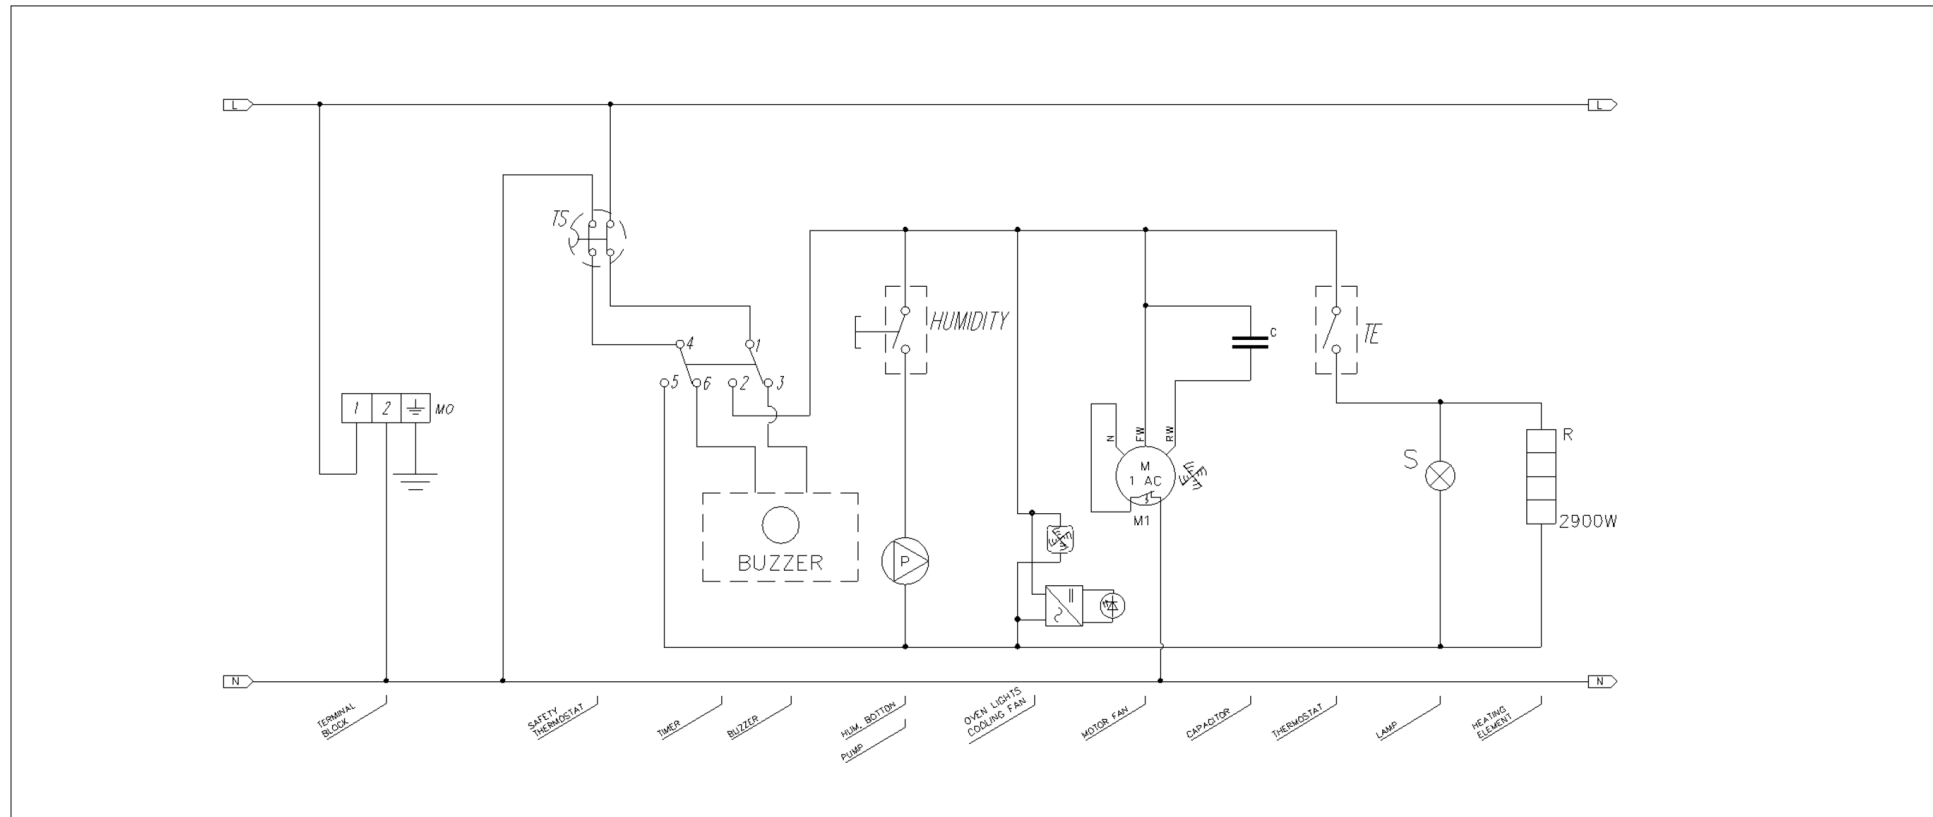 L
L
TS
HUMIDITY
TE
C
4
1
5
6
2
3
1
2
MO
N
FW
RW
M
1 AC
M1
S
R
2900W
BUZZER
P
N
N
TERMINAL
BLOCK
SAFETY
THERMOSTAT
TIMER
BUZZER
HUM. BOTTON
PUMP
OVEN LIGHTS
COOLING FAN
MOTOR FAN
CAPACITOR
THERMOSTAT
LAMP
HEATING
ELEMENT